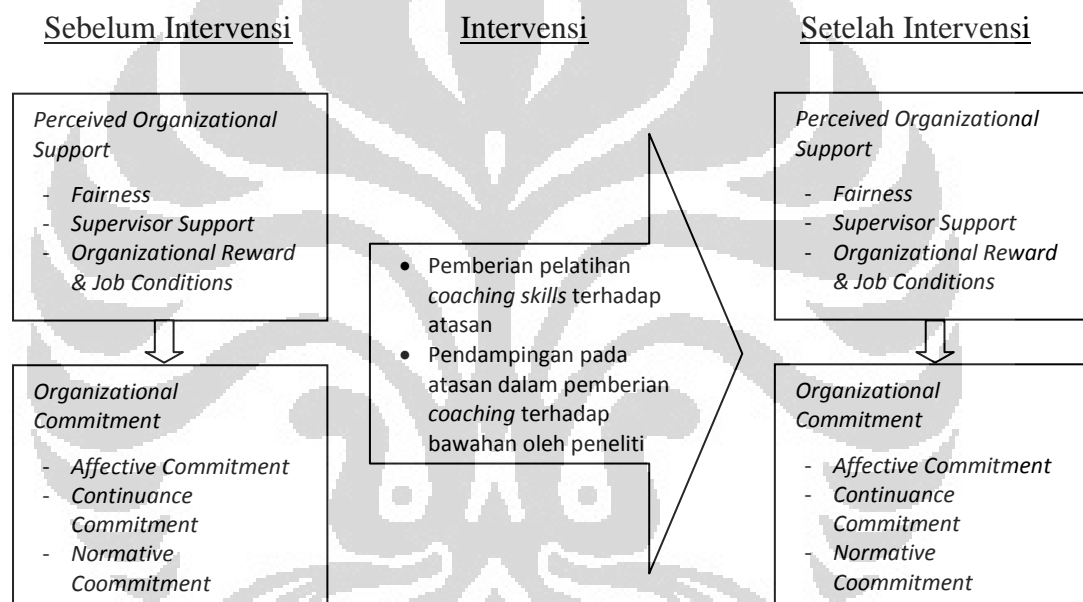 Sebelum Intervensi
Intervensi
Setelah Intervensi
Perceived Organizational
Support
- Fairness
- Supervisor Support
- Organizational Reward
& Job Conditions
Organizational
Commitment
- Affective Commitment
- Continuance
Commitment
- Normative
Coommitment
• Pemberian pelatihan
coaching skills terhadap
atasan
• Pendampingan pada
atasan dalam pemberian
coaching terhadap
bawahan oleh peneliti
Perceived Organizational
Support
- Fairness
- Supervisor Support
- Organizational Reward
& Job Conditions
Organizational
Commitment
- Affective Commitment
- Continuance
Commitment
- Normative
Coommitment